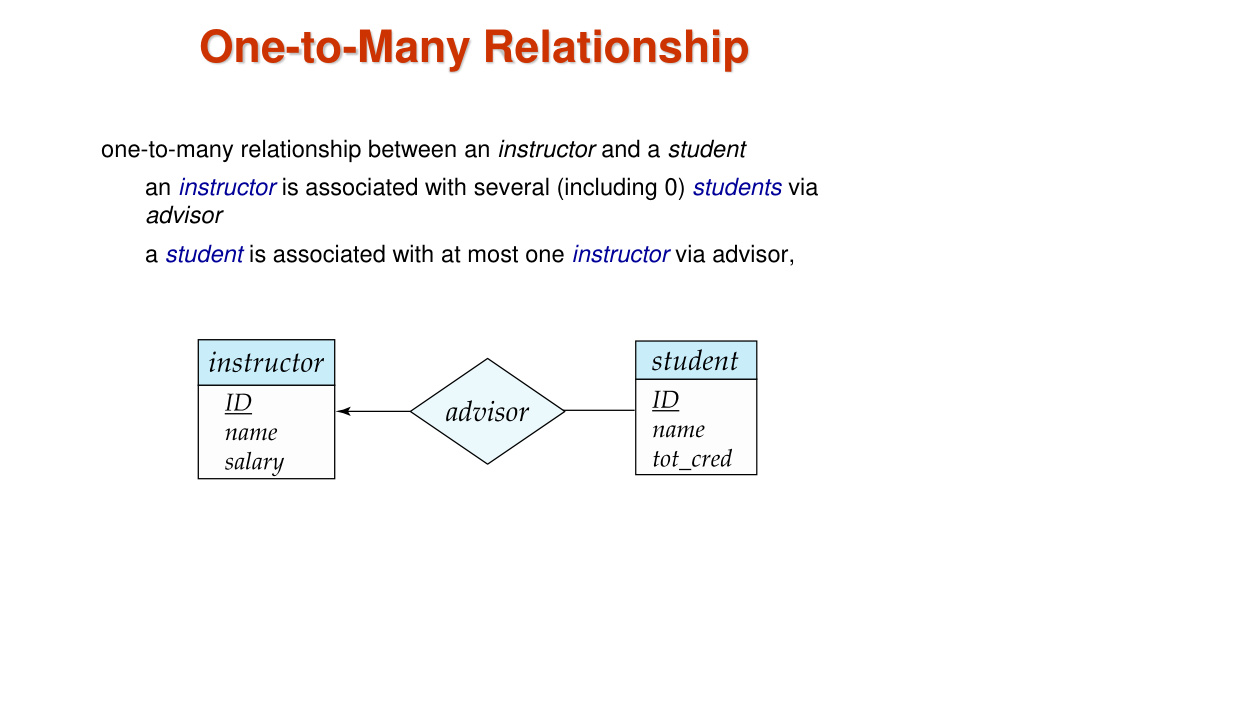 One-to-Many Relationship
one-to-many relationship between an instructor and a student
an instructor is associated with several (including 0) students via
advisor
a student is associated with at most one instructor via advisor,
instructor
ID
name
salary
advisor
student
ID
name
tot_cred